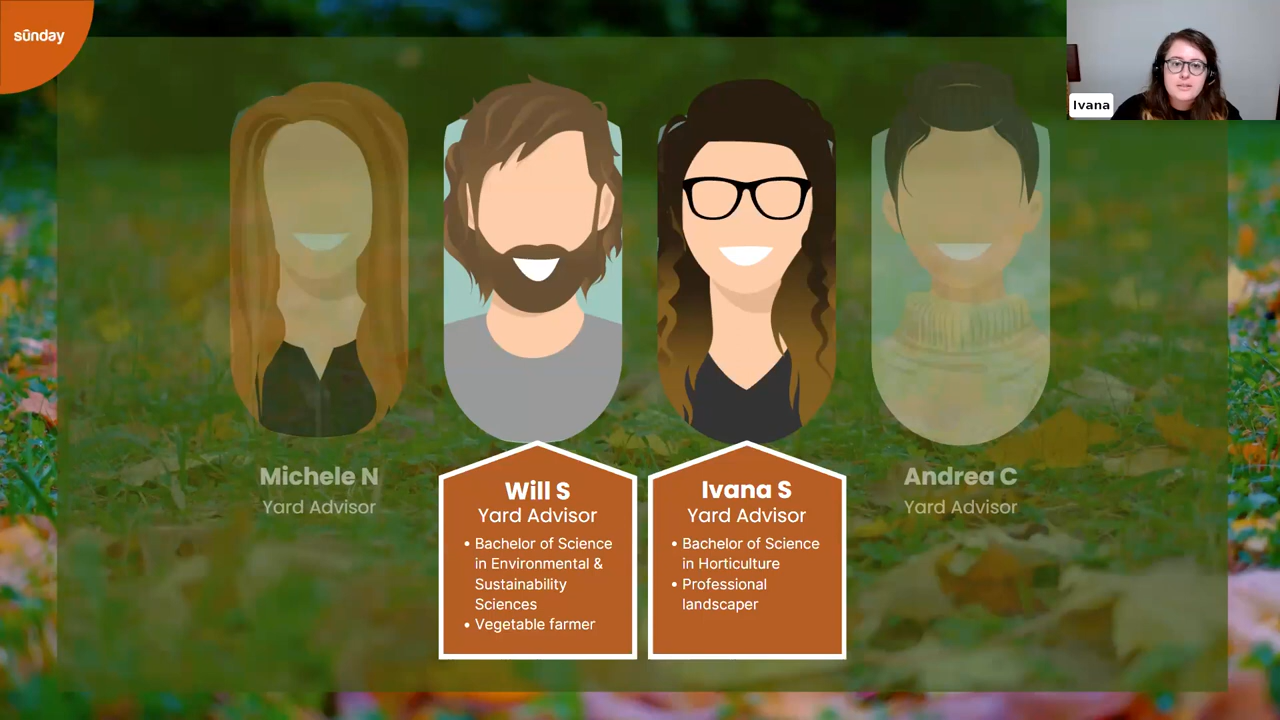 sūnday
Ivana
Michele N
Yard Advisor
Will S
Yard Advisor
• Bachelor of Science
in Environmental &
Sustainability
Sciences
• Vegetable farmer
Ivana S
Yard Advisor
• Bachelor of Science
in Horticulture
• Professional
landscaper
Andrea C
Yard Advisor